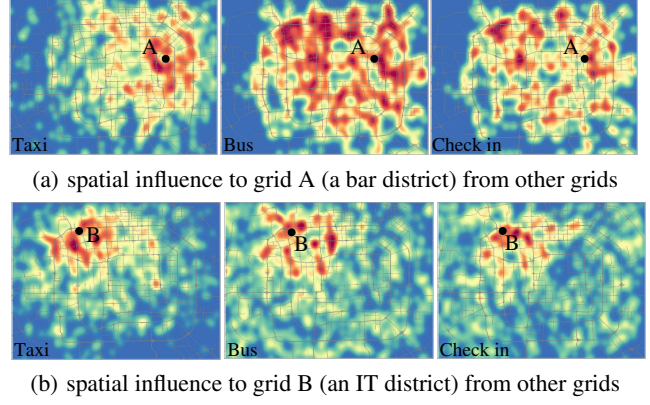 A A A
Taxi Bus Check in
(a) spatial influence to grid A (a bar district) from other grids
B B B
Taxi Bus Check in
(b) spatial influence to grid B (an IT district) from other grids